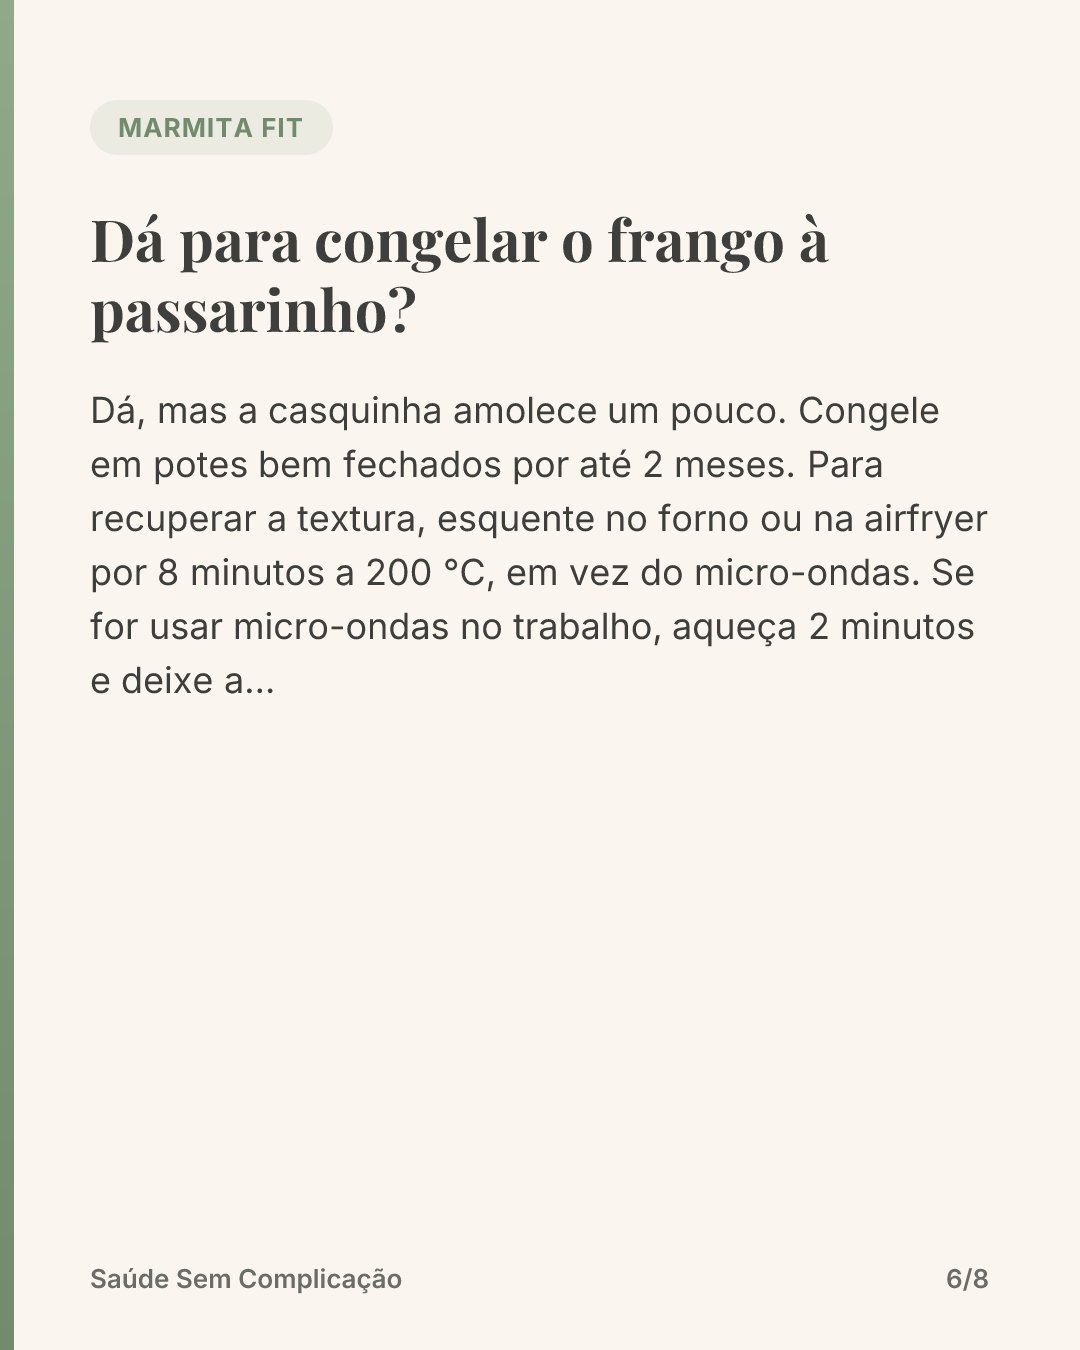 MARMITA FIT
Dá para congelar o frango à
passarinho?
Dá, mas a casquinha amolece um pouco. Congele
em potes bem fechados por até 2 meses. Para
recuperar a textura, esquente no forno ou na airfryer
por 8 minutos a 200 °C, em vez do micro-ondas. Se
for usar micro-ondas no trabalho, aqueça 2 minutos
e deixe a...
Saúde Sem Complicação
6/8